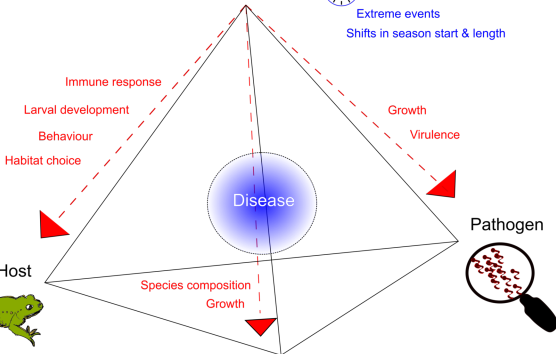 Extreme events
Shifts in season start & length
Immune response
Larval development
Behaviour
Habitat choice
Growth
Virulence
Disease
Pathogen
Host
Species composition
Growth